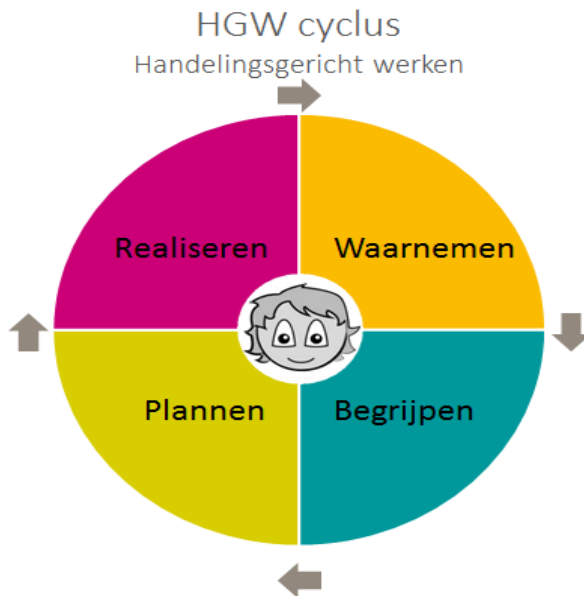 HGW cyclus
Handelingsgericht werken
Realiseren
Waarnemen
Plannen
Begrijpen